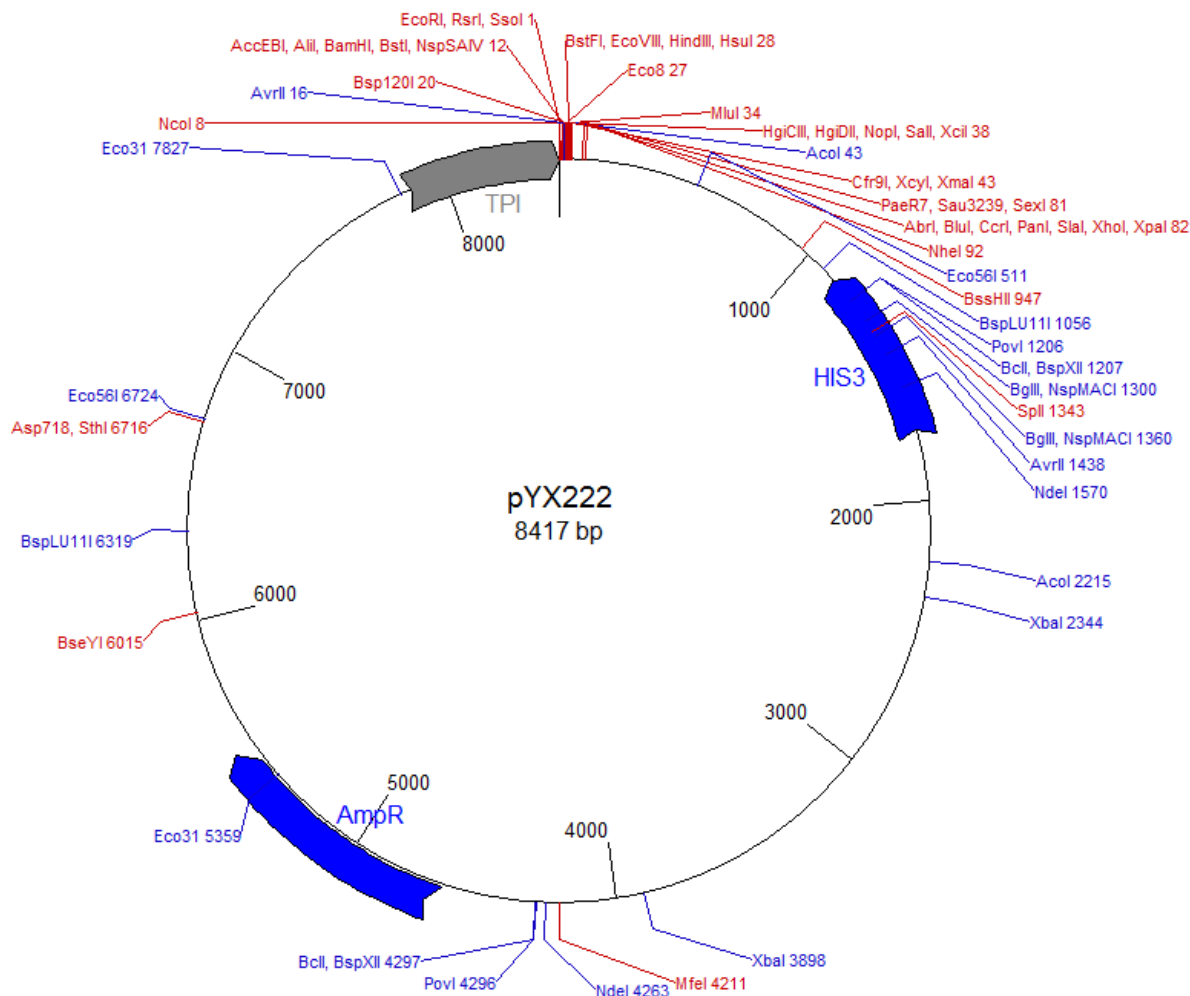 EcoRI, RsrI, SsoI 1
AccEBI, AliI, BamHI, BstI, NspSAIV 12
BstFI, EcoVIII, HindIII, HsuI 28
Bsp120I 20
Eco8 27
AvrII 16
MluI 34
NcoI 8
HgiCIII, HgiDII, NopI, SalI, XciI 38
Eco31 7827
AcoI 43
Cfr9I, XcyI, XmaI 43
PaeR7, Sau3239, SexI 81
AbrI, BluI, CcrI, PanI, SlaI, XhoI, XpaI 82
NheI 92
Eco56I 511
BssHII 947
BspLU11I 1056
PovI 1206
BclI, BspXII 1207
BglII, NspMACI 1300
SplI 1343
BglII, NspMACI 1360
AvrII 1438
NdeI 1570
TPI
8000
1000
HIS3
7000
Eco56I 6724
Asp718, SthI 6716
pYX222
8417 bp
2000
BspLU11I 6319
AcoI 2215
6000
XbaI 2344
BseYI 6015
3000
5000
AmpR
4000
Eco31 5359
BclI, BspXII 4297
PovI 4296
NdeI 4263
MfeI 4211
XbaI 3898